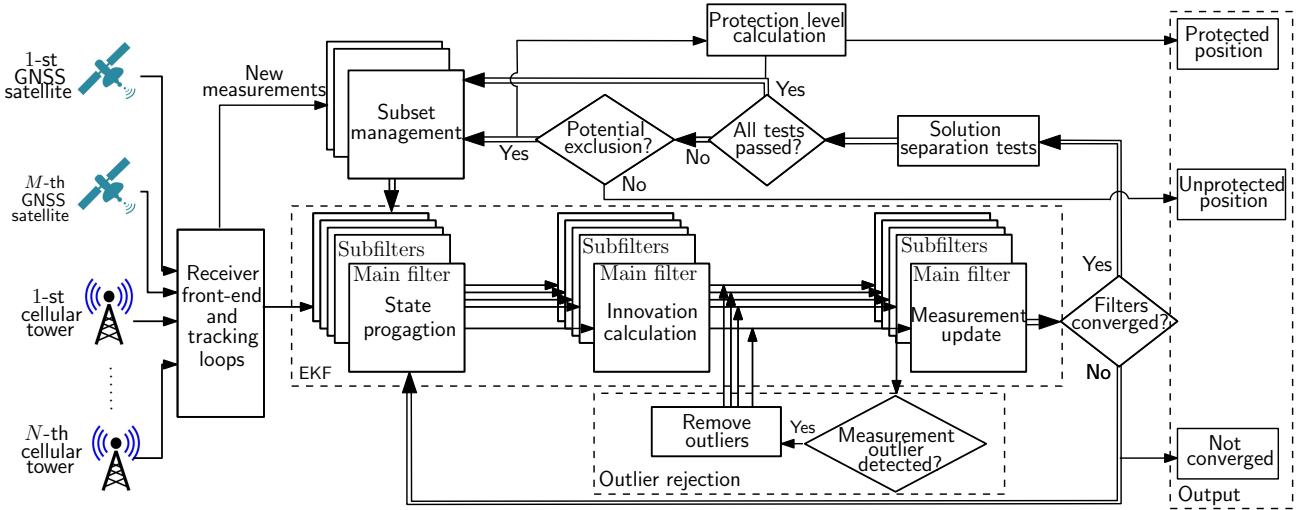 1-st
GNSS
satellite
M-th
GNSS
satellite
1-st
cellular
tower
N-th
cellular
tower
Receiver
front-end
and
tracking
loops
New
measurements
Subset
management
Protection level
calculation
Potential
exclusion?
Yes
No
All tests
passed?
Yes
No
Solution
separation tests
Subfilters
Main filter
State
progagtion
Subfilters
Main filter
Innovation
calculation
Subfilters
Main filter
Measurement
update
EKF
Filters
converged?
Yes
No
Remove
outliers
Yes
Measurement
outlier
detected?
Outlier rejection
Protected
position
Unprotected
position
Not
converged
Output